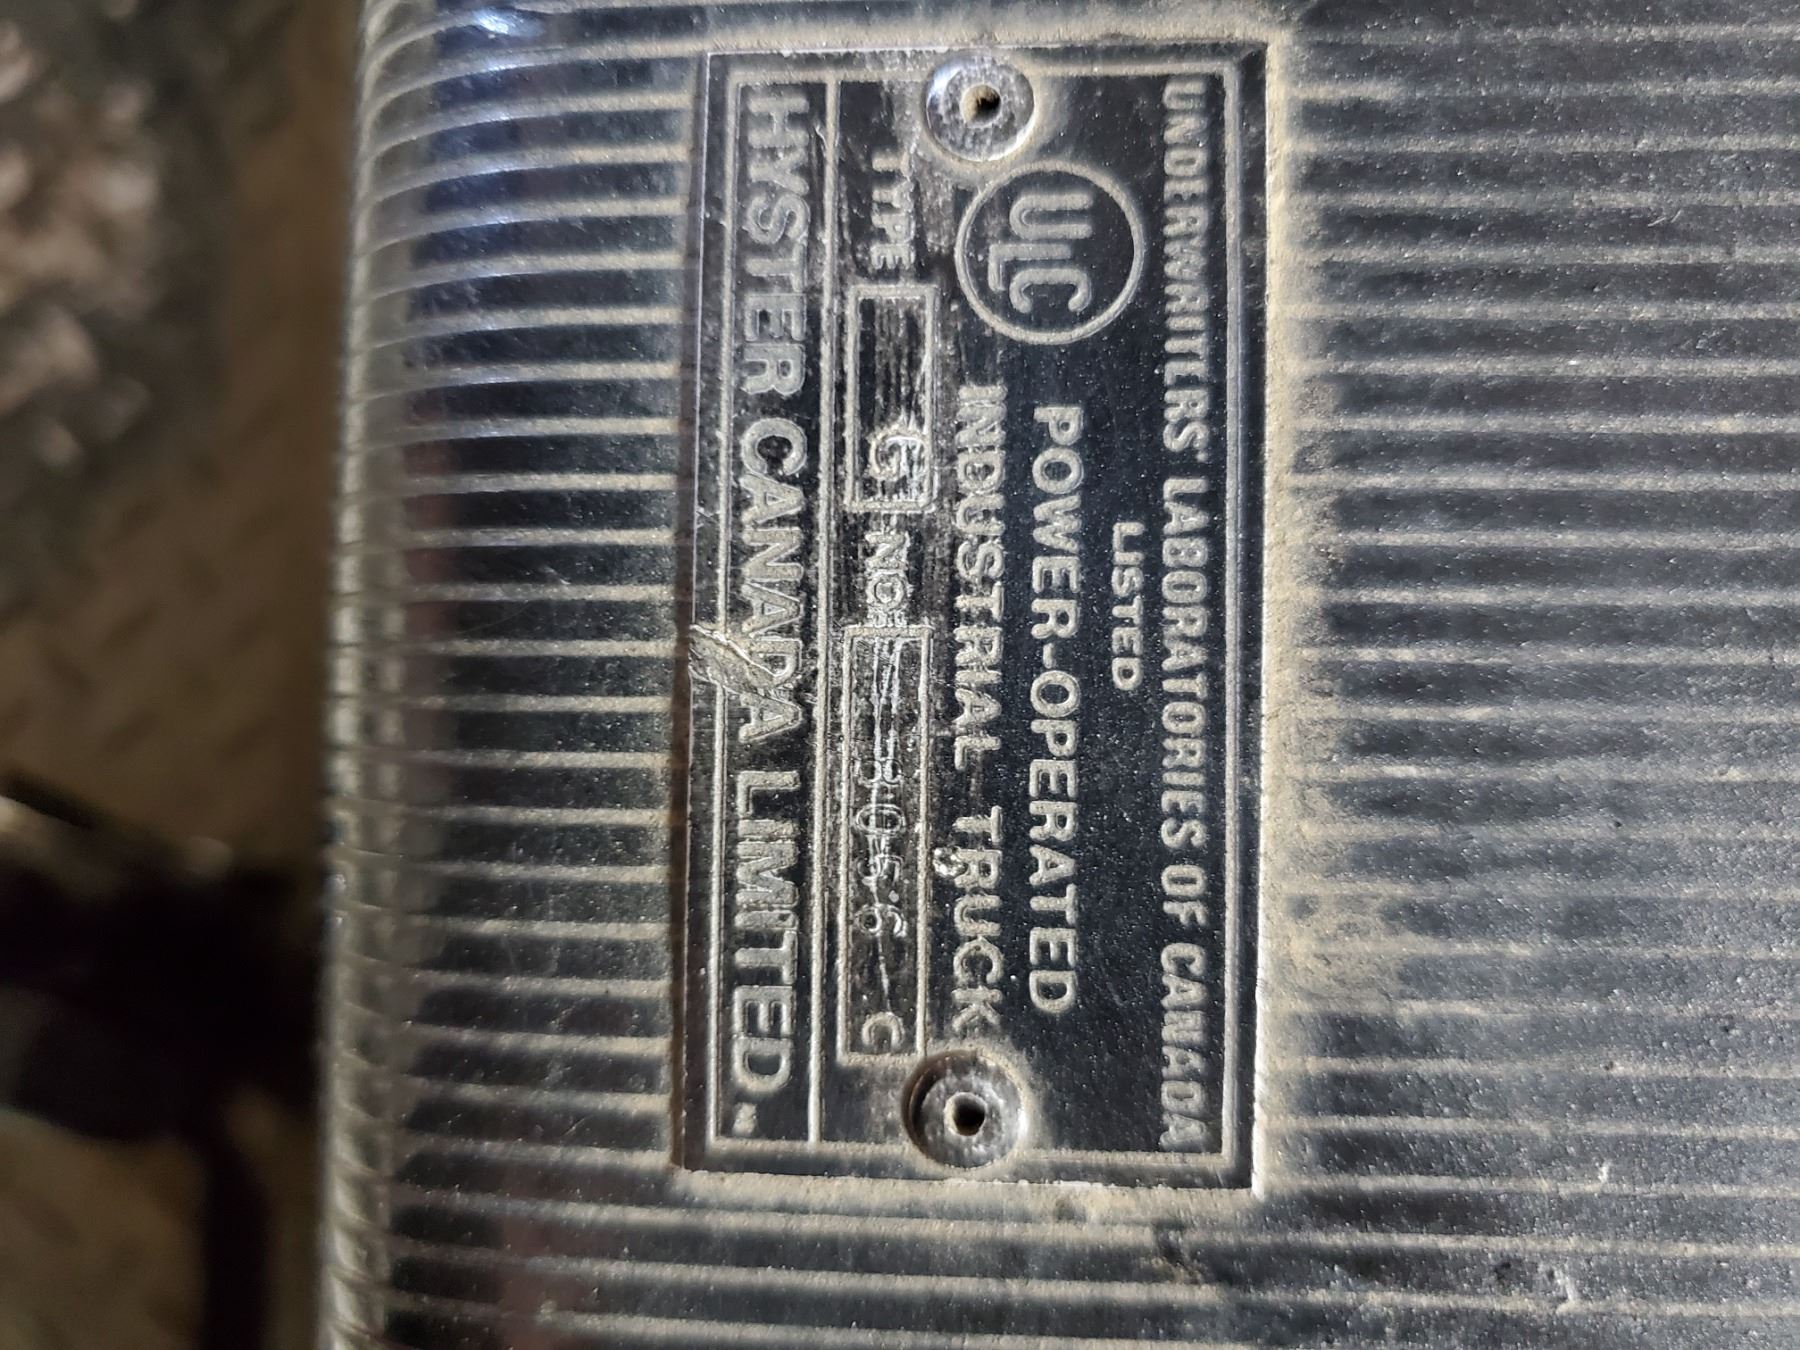 UNDERWRITERS' LABORATORIES OF CANADA
LISTED
ULC
POWER-OPERATED
INDUSTRIAL TRUCK
TYPE G NO.
HYSTER CANADA LIMITED